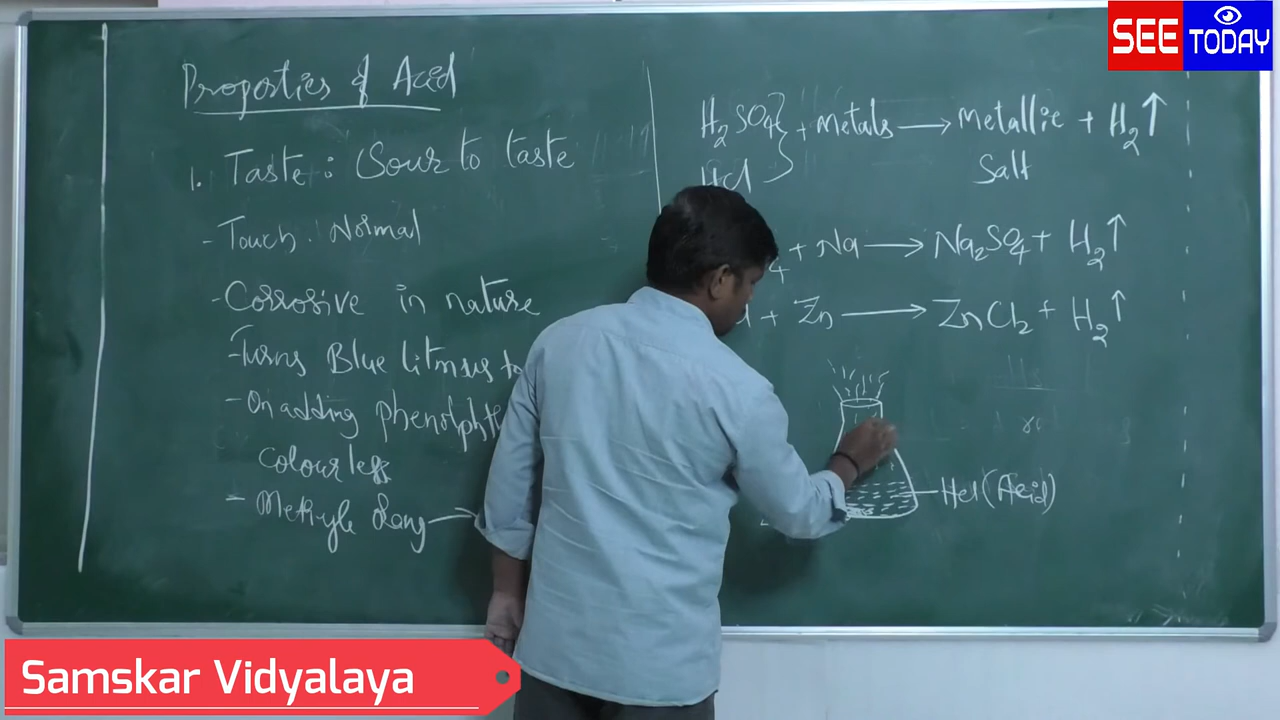 SEE TODAY
Properties of Acid
1. Taste : Sour to taste
- Touch. Normal
- Corrosive in nature
- Turns Blue litmus to
- On adding phenolphth
Colourless
- Methyle Orang →
H₂SO₄} + Metals → Metallic + H₂↑
HCl Salt
₄ + Na → Na₂SO₄ + H₂↑
+ Zn → ZnCl₂ + H₂↑
Hcl (Acid)
Samskar Vidyalaya